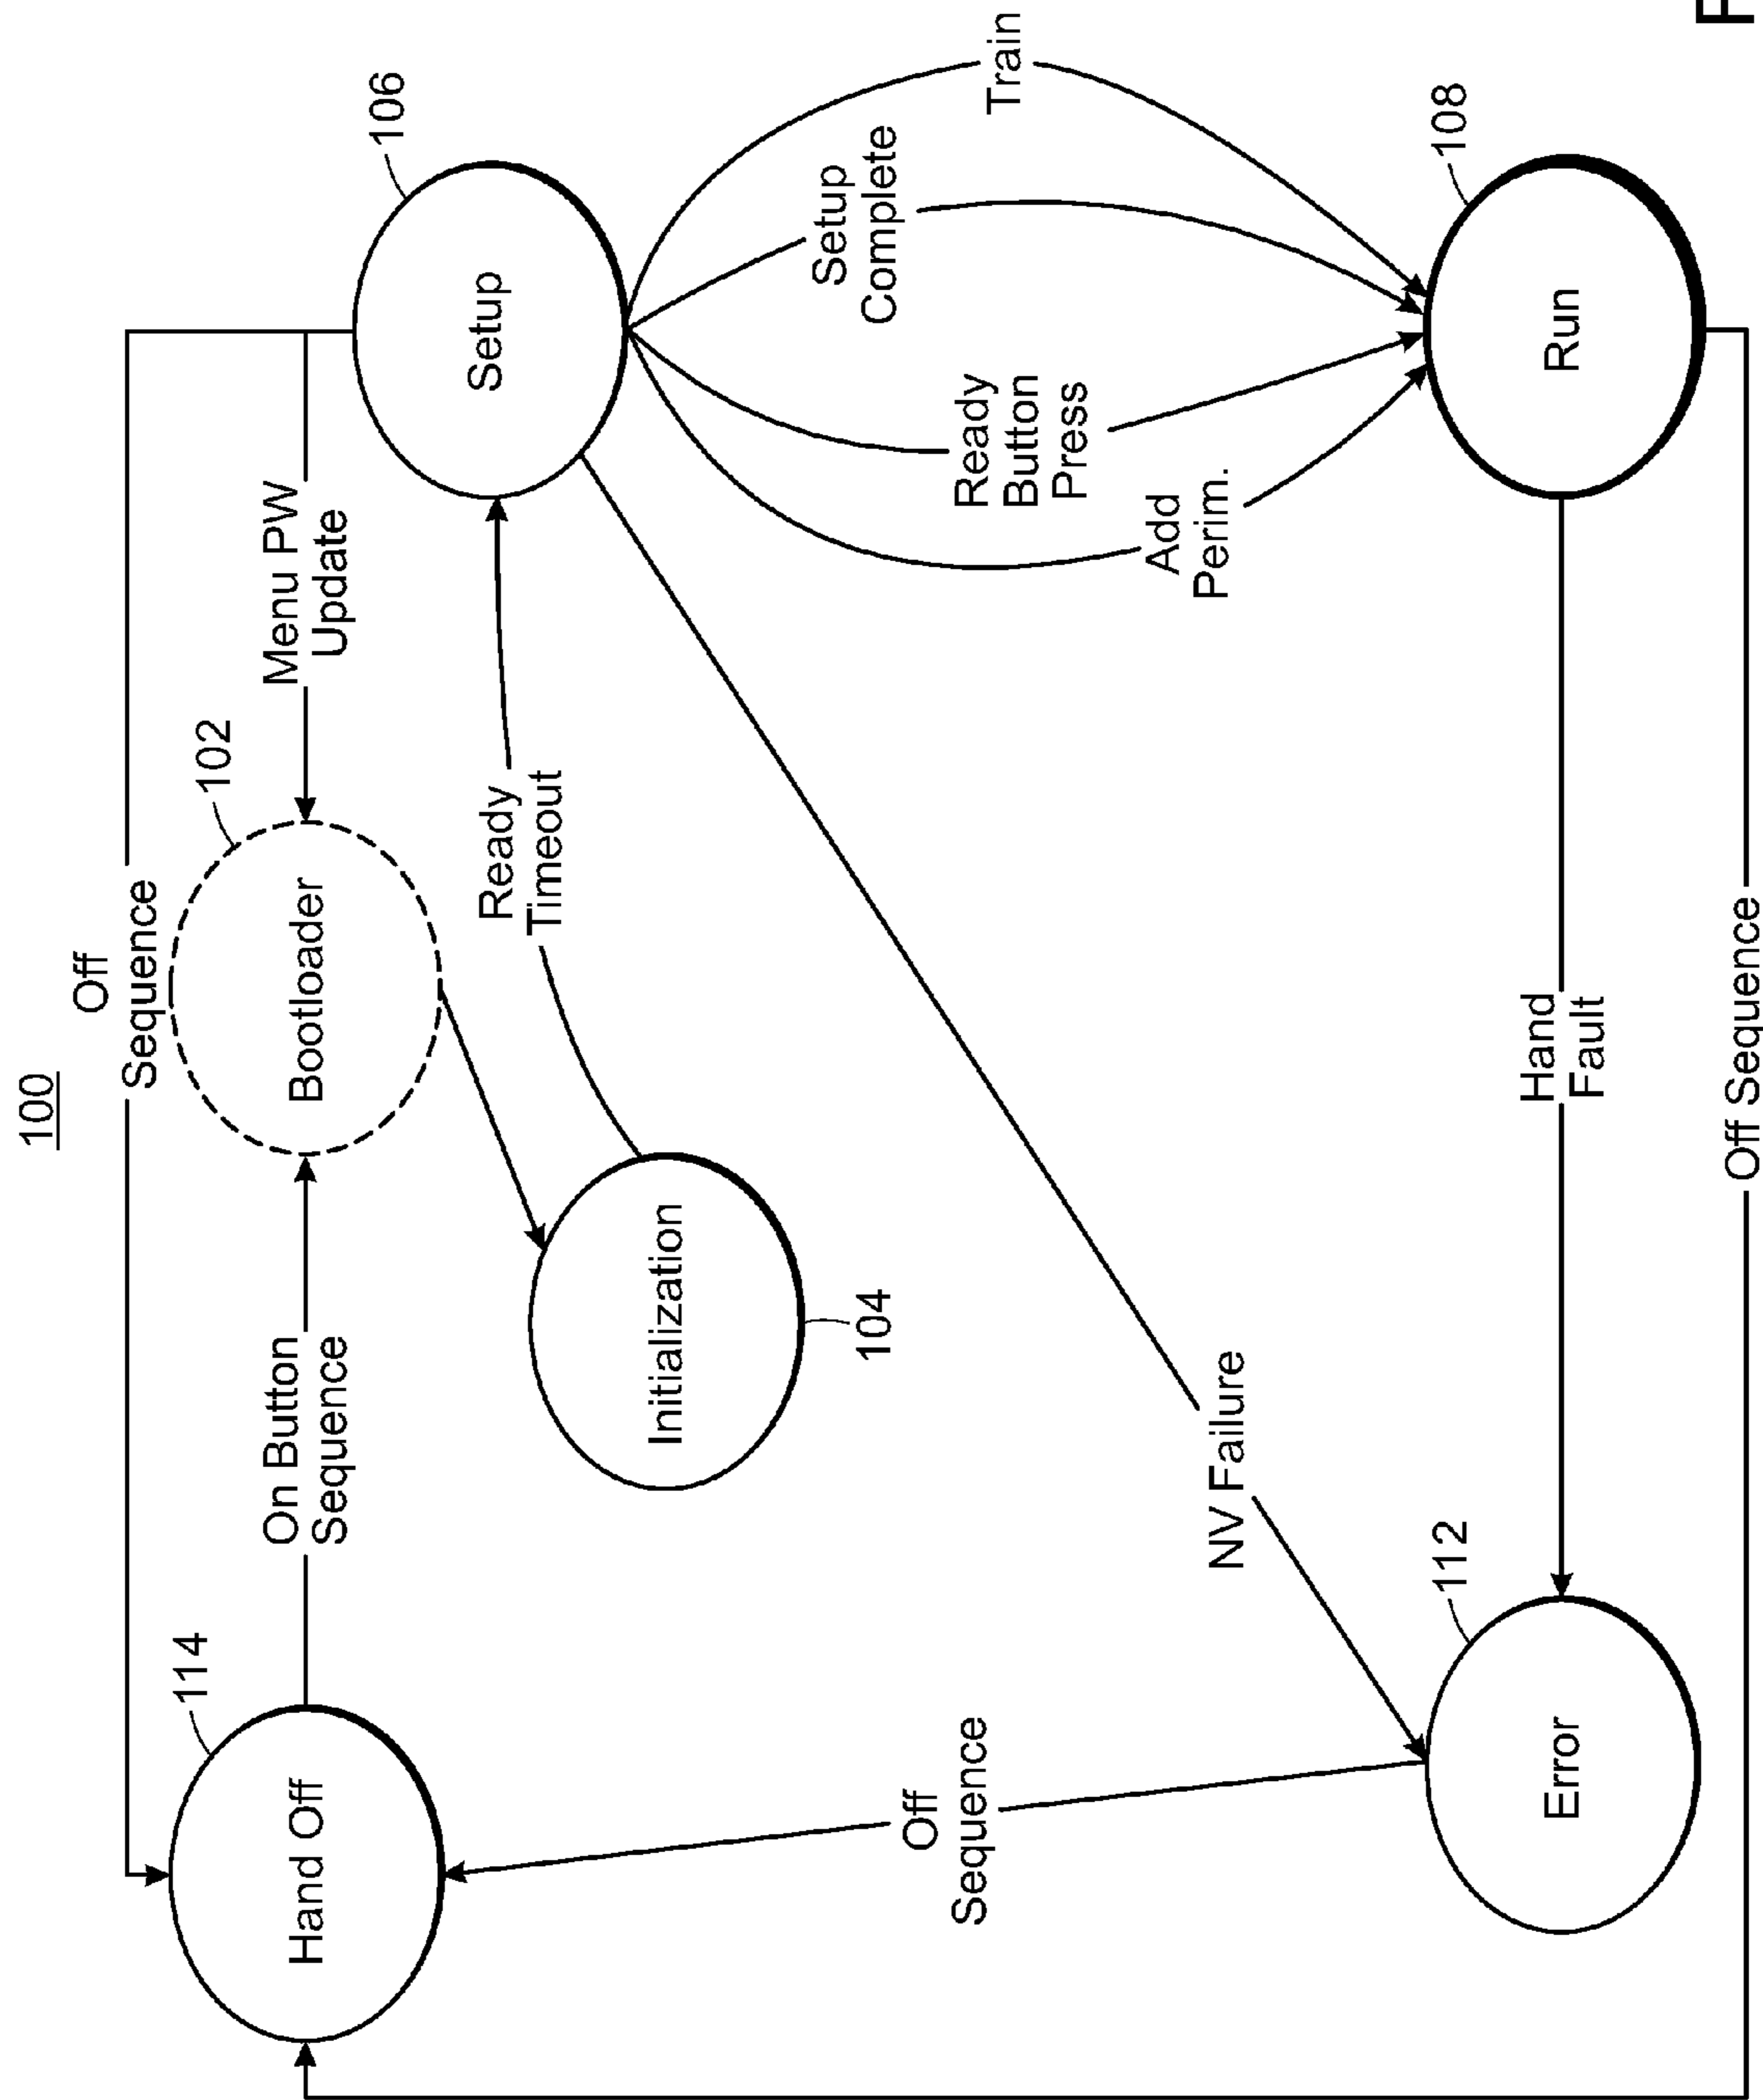 100
Off
Sequence
114
Hand Off
On Button
Sequence
102
Bootloader
Menu PW
Update
106
Setup
Ready
Timeout
Initialization
104
Train
Setup
Complete
Ready
Button
Press
Add
Perim.
NV Failure
Off
Sequence
112
Error
Hand
Fault
108
Run
Off Sequence